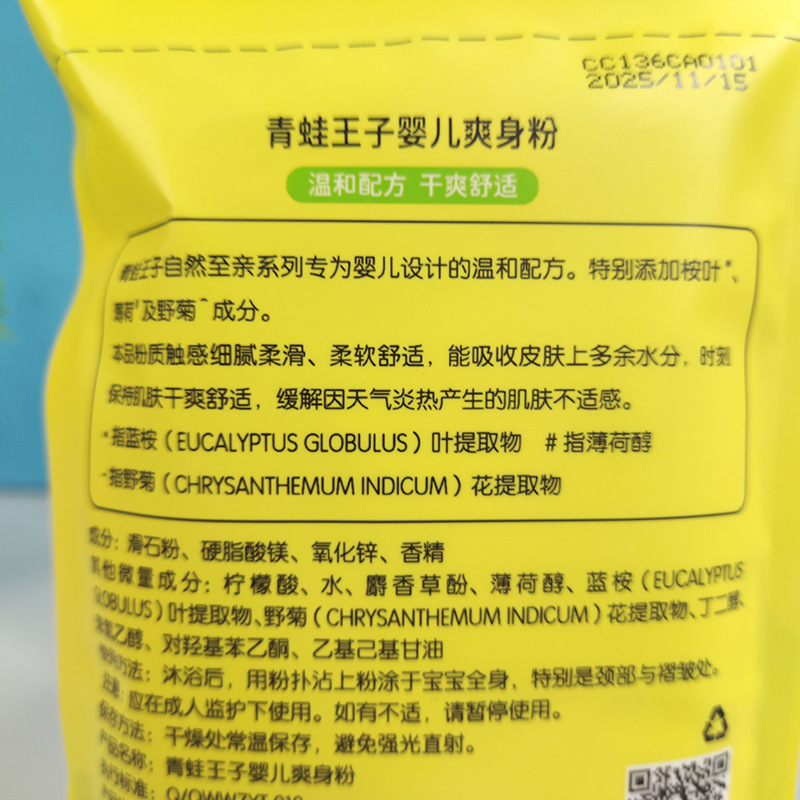 CC136CA0101
2025/11/15
青蛙王子婴儿爽身粉
温和配方 干爽舒适
青蛙王子自然至亲系列专为婴儿设计的温和配方。特别添加桉叶*、
薄荷#及野菊^成分。
本品粉质触感细腻柔滑、柔软舒适，能吸收皮肤上多余水分，时刻
保持肌肤干爽舒适，缓解因天气炎热产生的肌肤不适感。
*指蓝桉（EUCALYPTUS GLOBULUS）叶提取物 #指薄荷醇
^指野菊（CHRYSANTHEMUM INDICUM）花提取物
成分：滑石粉、硬脂酸镁、氧化锌、香精
其他微量成分：柠檬酸、水、麝香草酚、薄荷醇、蓝桉（EUCALYPTUS
GLOBULUS）叶提取物、野菊（CHRYSANTHEMUM INDICUM）花提取物、丁二醇、
苯氧乙醇、对羟基苯乙酮、乙基己基甘油
使用方法：沐浴后，用粉扑沾上粉涂于宝宝全身，特别是颈部与褶皱处。
注意：应在成人监护下使用。如有不适，请暂停使用。
保存方法：干燥处常温保存，避免强光直射。
产品名称：青蛙王子婴儿爽身粉
执行标准：